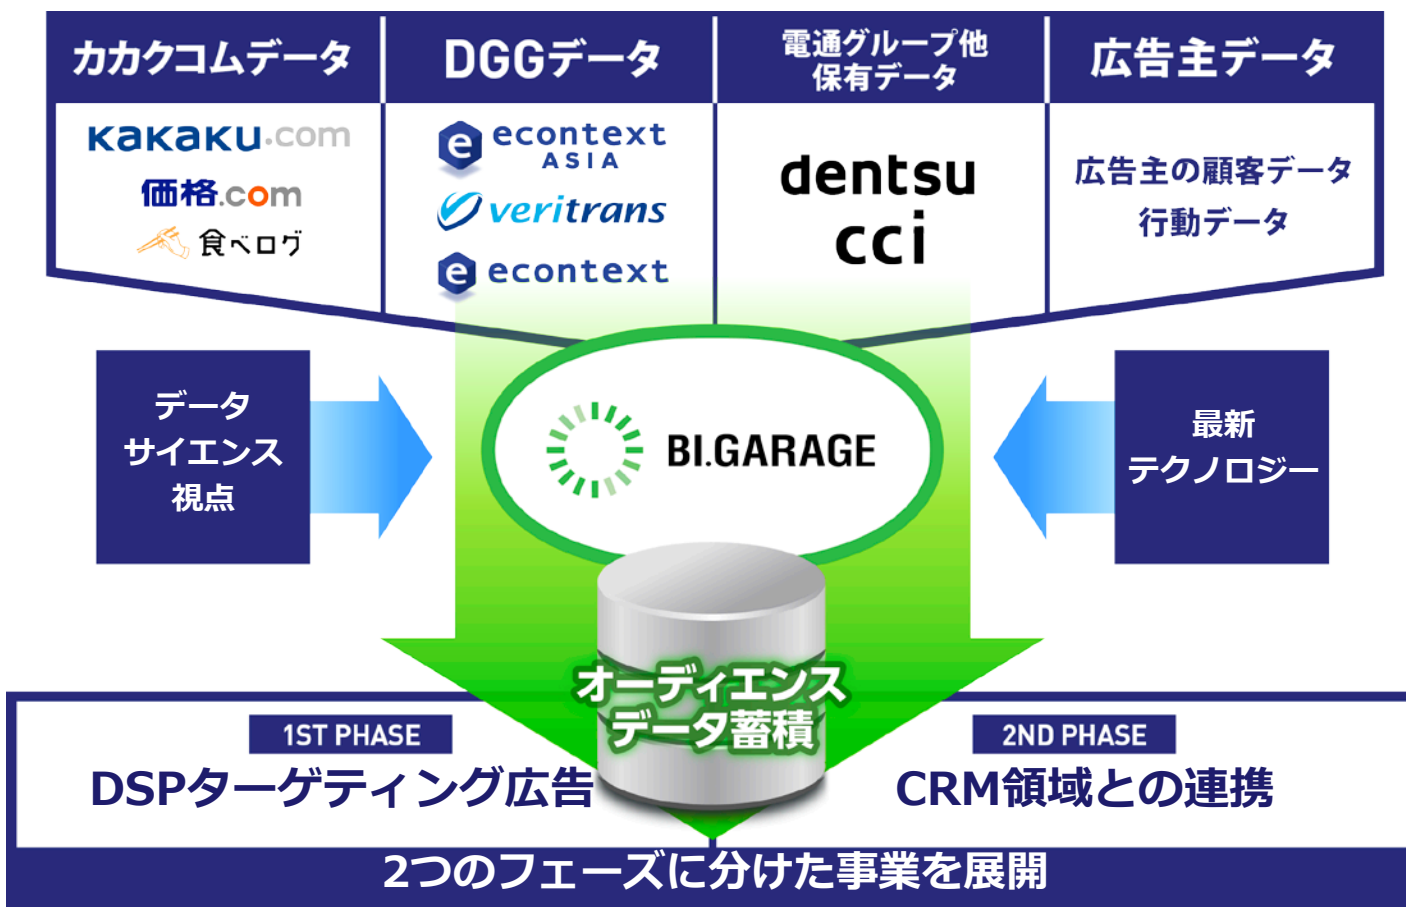 カカクコムデータ
DGGデータ
電通グループ他
保有データ
広告主データ
kakaku.com
価格.com
食べログ
e econtext
ASIA
veritrans
e econtext
dentsu
cci
広告主の顧客データ
行動データ
データ
サイエンス
視点
BI.GARAGE
最新
テクノロジー
オーディエンス
データ蓄積
1ST PHASE
DSPターゲティング広告
2ND PHASE
CRM領域との連携
2つのフェーズに分けた事業を展開